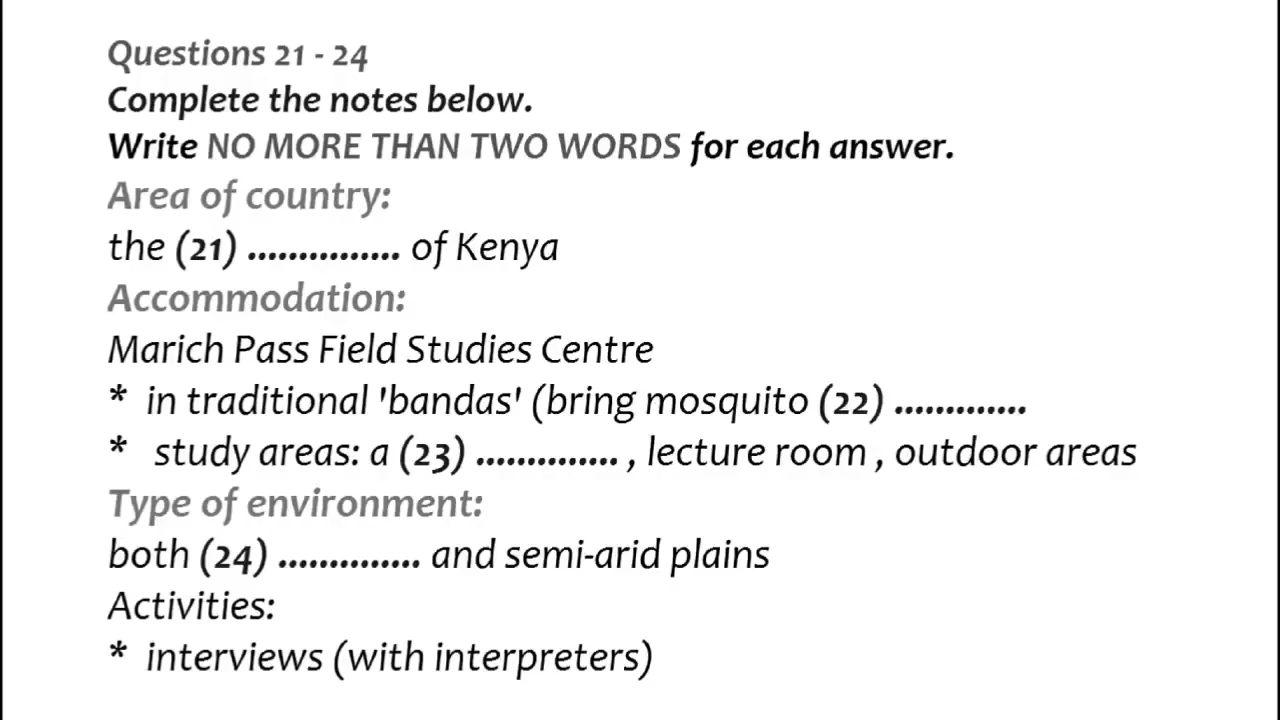 Questions 21 - 24
Complete the notes below.
Write NO MORE THAN TWO WORDS for each answer.
Area of country:
the (21) ............... of Kenya
Accommodation:
Marich Pass Field Studies Centre
* in traditional 'bandas' (bring mosquito (22) .............
* study areas: a (23) .............. , lecture room , outdoor areas
Type of environment:
both (24) .............. and semi-arid plains
Activities:
* interviews (with interpreters)